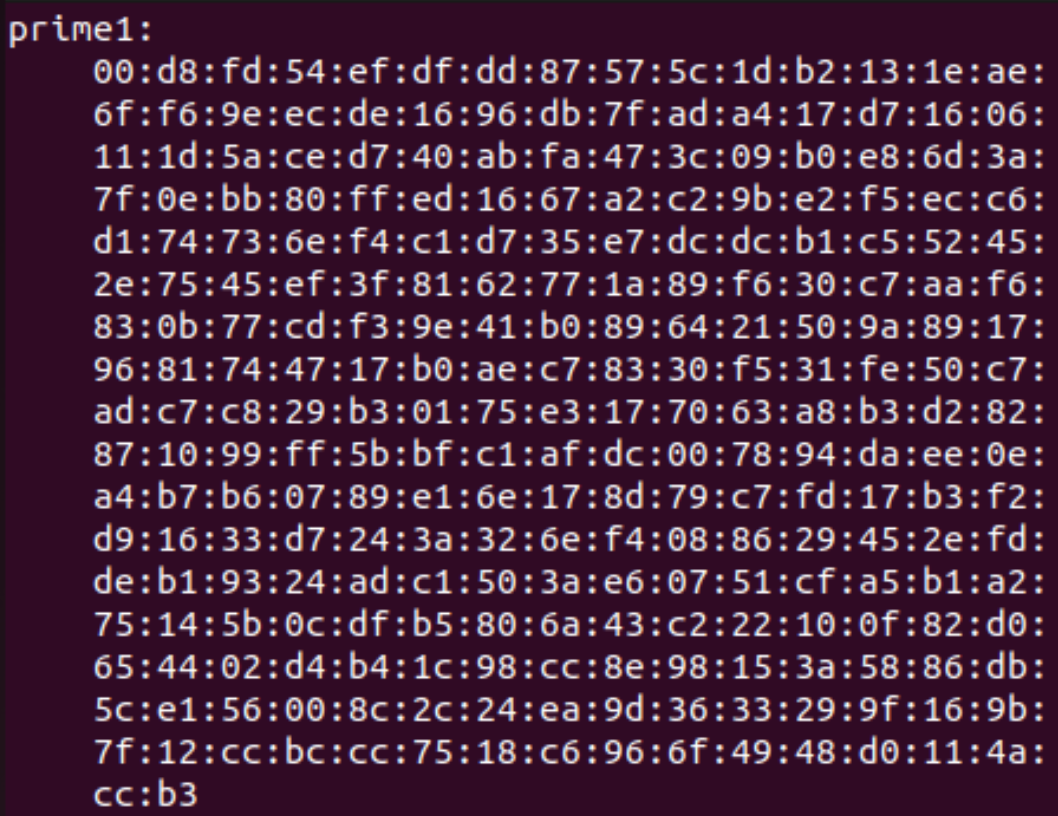 prime1:
00:d8:fd:54:ef:df:dd:87:57:5c:1d:b2:13:1e:ae:
6f:f6:9e:ec:de:16:96:db:7f:ad:a4:17:d7:16:06:
11:1d:5a:ce:d7:40:ab:fa:47:3c:09:b0:e8:6d:3a:
7f:0e:bb:80:ff:ed:16:67:a2:c2:9b:e2:f5:ec:c6:
d1:74:73:6e:f4:c1:d7:35:e7:dc:dc:b1:c5:52:45:
2e:75:45:ef:3f:81:62:77:1a:89:f6:30:c7:aa:f6:
83:0b:77:cd:f3:9e:41:b0:89:64:21:50:9a:89:17:
96:81:74:47:17:b0:ae:c7:83:30:f5:31:fe:50:c7:
ad:c7:c8:29:b3:01:75:e3:17:70:63:a8:b3:d2:82:
87:10:99:ff:5b:bf:c1:af:dc:00:78:94:da:ee:0e:
a4:b7:b6:07:89:e1:6e:17:8d:79:c7:fd:17:b3:f2:
d9:16:33:d7:24:3a:32:6e:f4:08:86:29:45:2e:fd:
de:b1:93:24:ad:c1:50:3a:e6:07:51:cf:a5:b1:a2:
75:14:5b:0c:df:b5:80:6a:43:c2:22:10:0f:82:d0:
65:44:02:d4:b4:1c:98:cc:8e:98:15:3a:58:86:db:
5c:e1:56:00:8c:2c:24:ea:9d:36:33:29:9f:16:9b:
7f:12:cc:bc:cc:75:18:c6:96:6f:49:48:d0:11:4a:
cc:b3